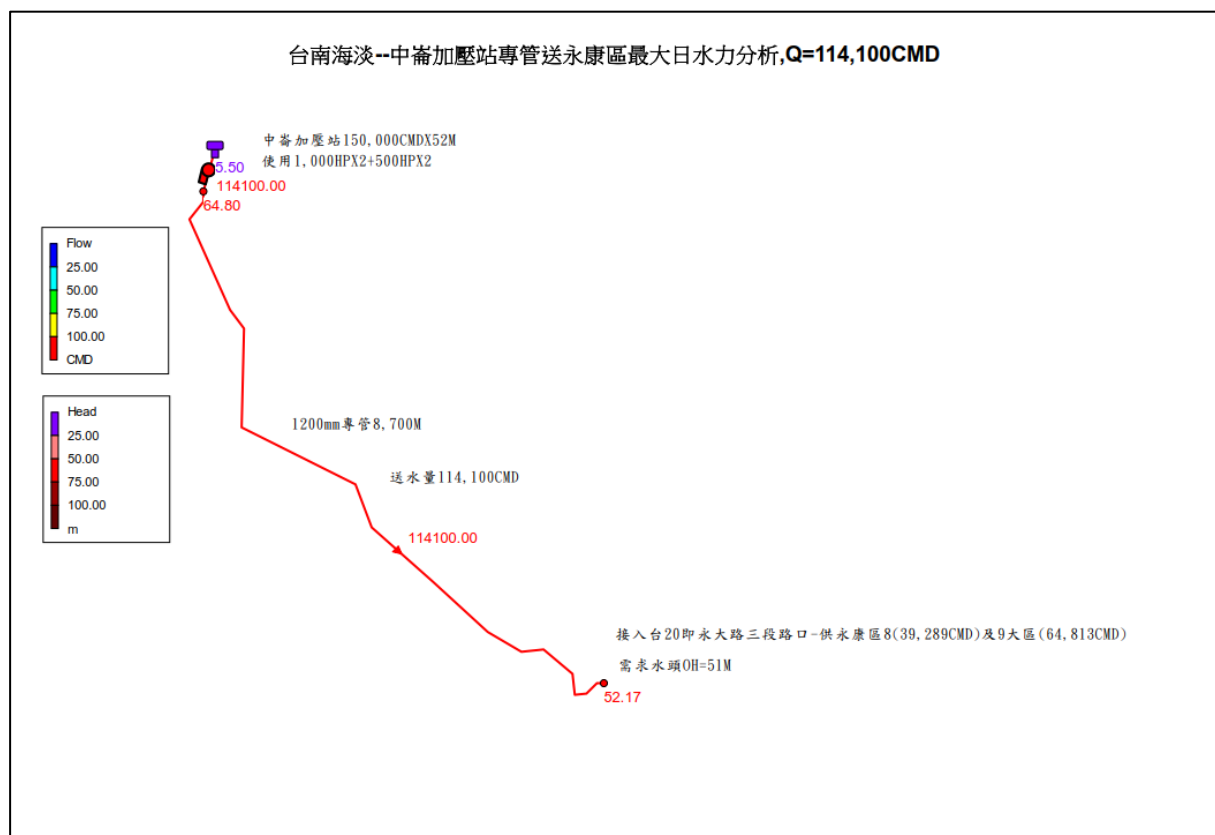 台南海淡--中崙加壓站專管送永康區最大日水力分析,Q=114,100CMD
中崙加壓站150,000CMDX52M
使用1,000HPX2+500HPX2
5.50
114100.00
64.80
Flow
25.00
50.00
75.00
100.00
CMD
Head
25.00
50.00
75.00
100.00
m
1200mm專管8,700M
送水量114,100CMD
114100.00
接入台20即永大路三段路口-供永康區8(39,289CMD)及9大區(64,813CMD)
需求水頭OH=51M
52.17